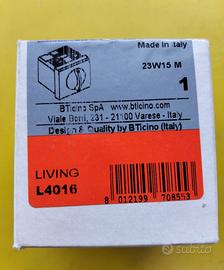 Made in Italy
23W15 M
1
BTicino SpA www.bticino.com
Viale Borri, 231 - 21100 Varese - Italy
Design & Quality by BTicino (Italy)
LIVING
L4016
8 012199 708553
subito